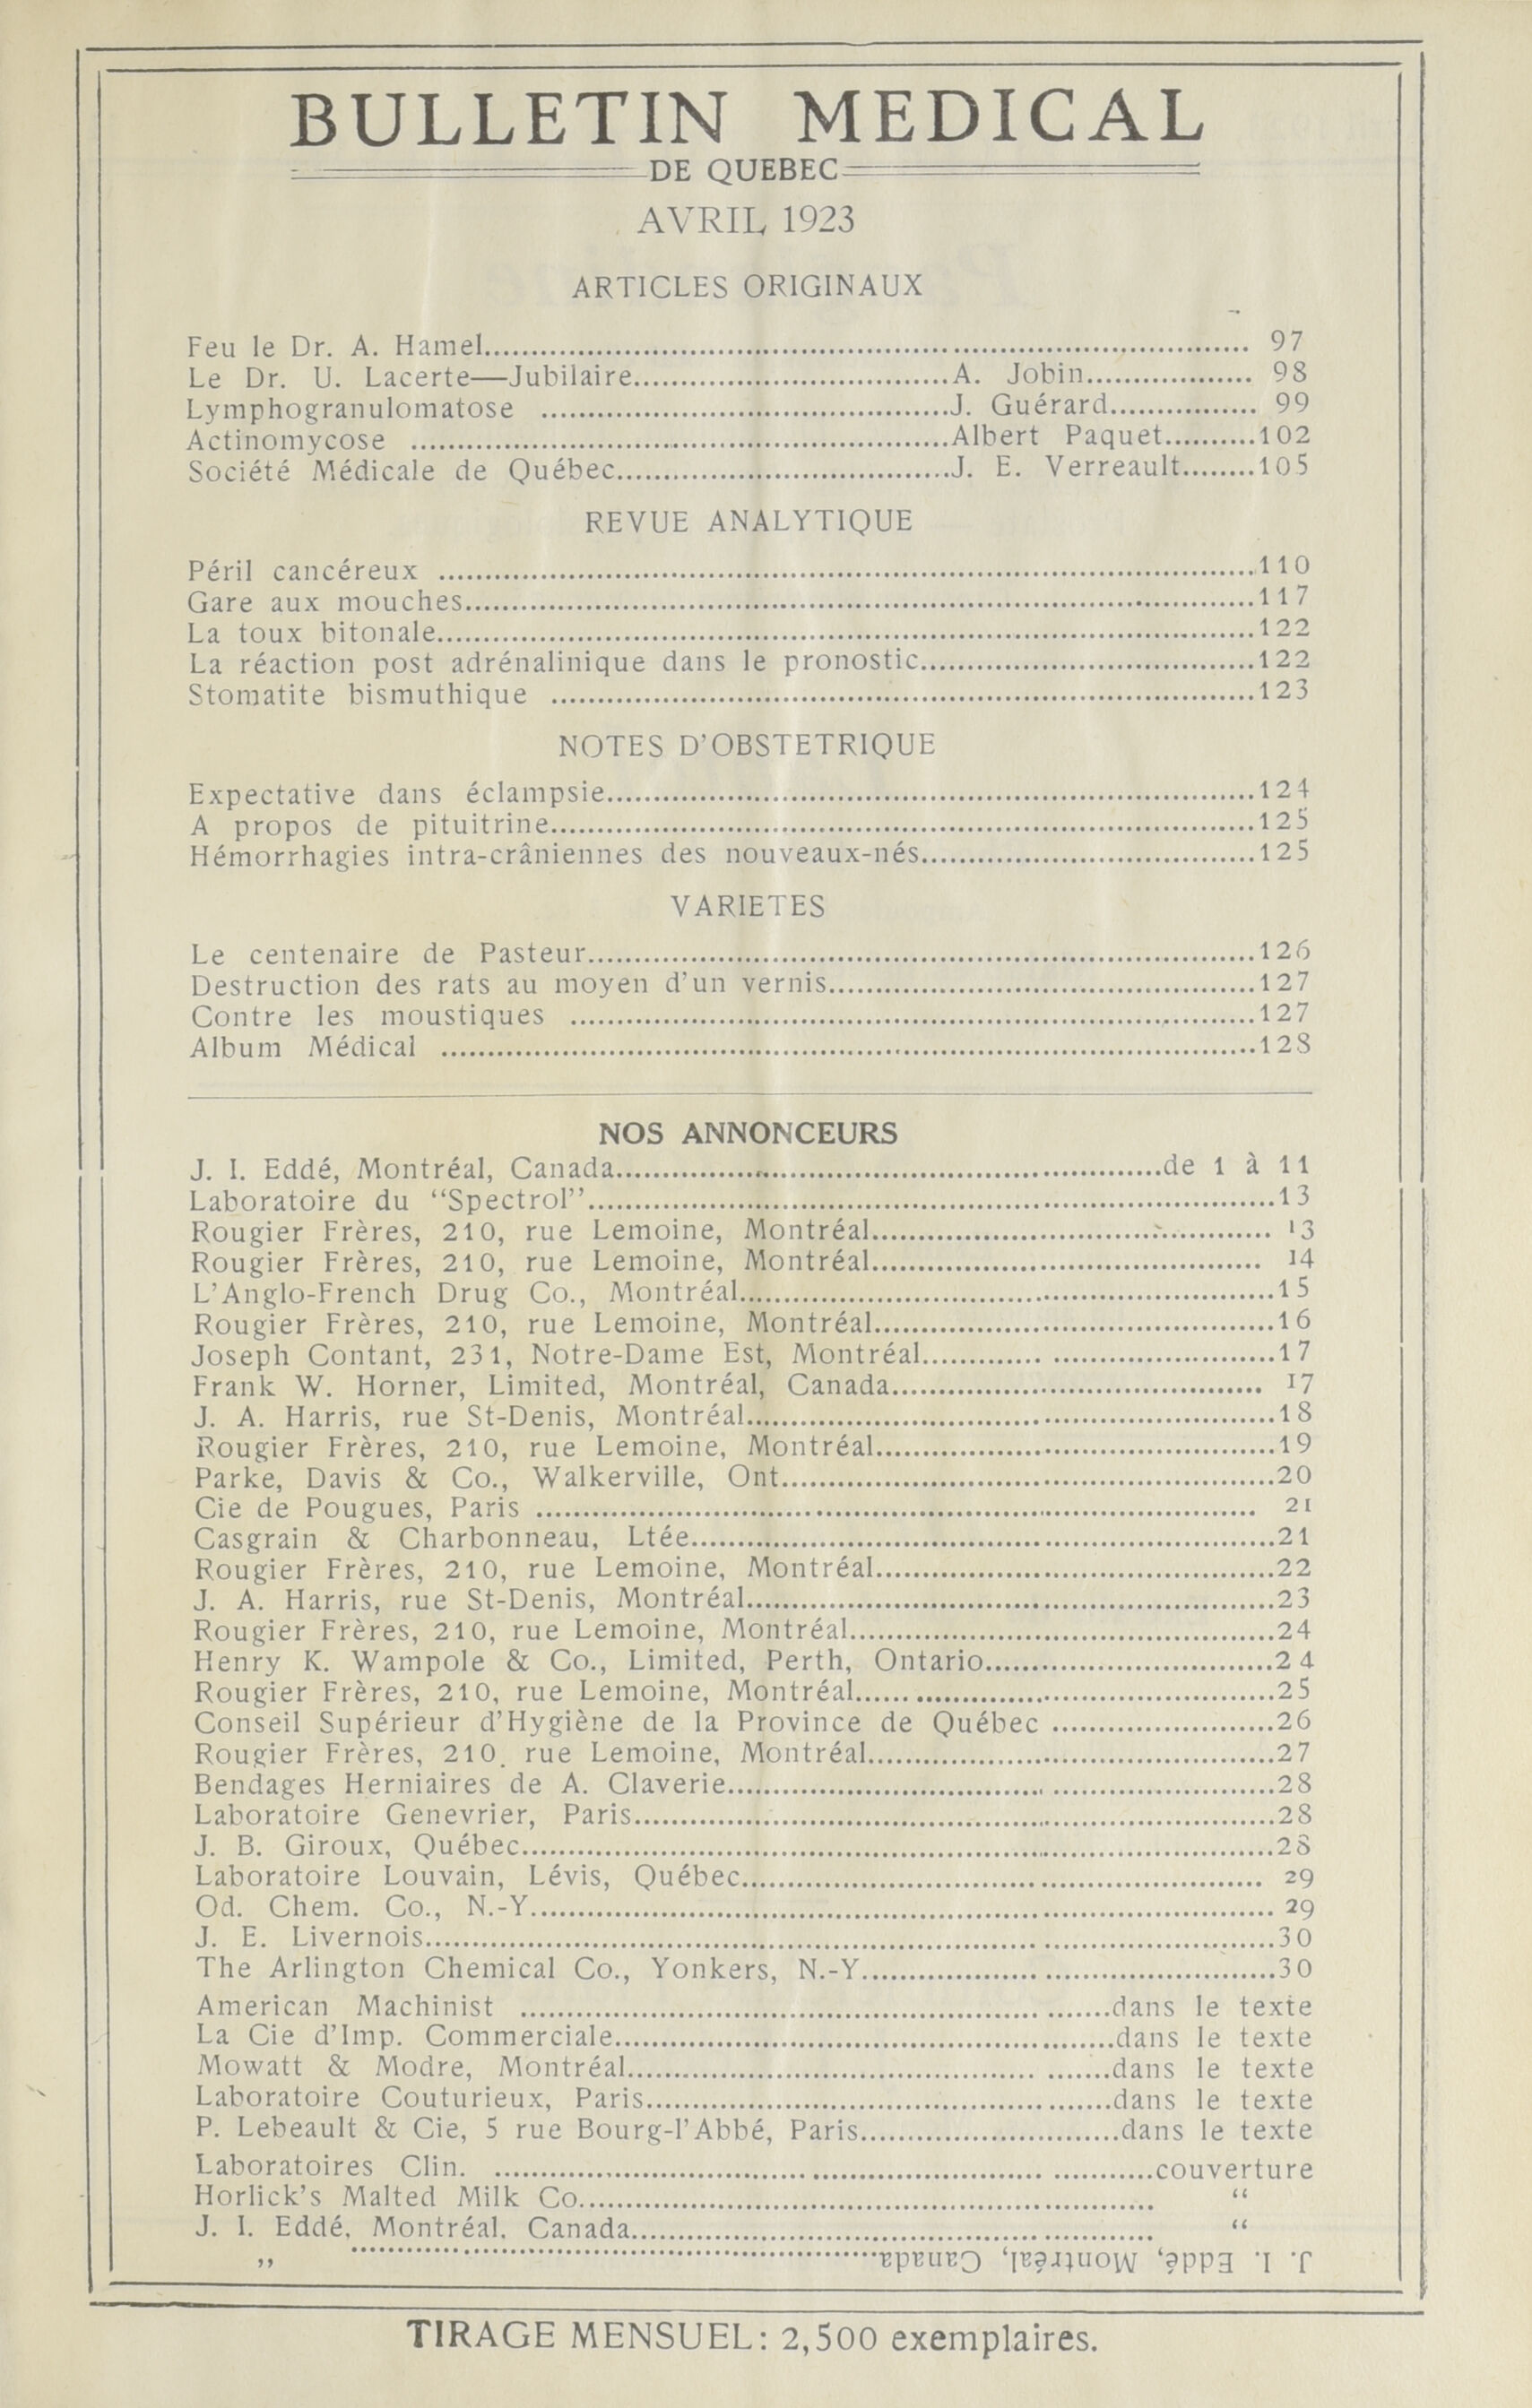 BULLETIN MEDICAL
DE QUEBEC
AVRIL 1923
ARTICLES ORIGINAUX
Feu le Dr. A. Hamel................ 97
Le Dr. U. Lacerte—Jubilaire................A. Jobin................ 98
Lymphogranulomatose ................J. Guérard................ 99
Actinomycose ................Albert Paquet..........102
Société Médicale de Québec................J. E. Verreault........105
REVUE ANALYTIQUE
Péril cancéreux ................110
Gare aux mouches................117
La toux bitonale................122
La réaction post adrénalinique dans le pronostic................122
Stomatite bismuthique ................123
NOTES D'OBSTETRIQUE
Expectative dans éclampsie................124
A propos de pituitrine................125
Hémorrhagies intra-crâniennes des nouveaux-nés................125
VARIETES
Le centenaire de Pasteur................126
Destruction des rats au moyen d'un vernis................127
Contre les moustiques ................127
Album Médical ................128
NOS ANNONCEURS
J. I. Eddé, Montréal, Canada................de 1 à 11
Laboratoire du “Spectrol”................13
Rougier Frères, 210, rue Lemoine, Montréal................ 13
Rougier Frères, 210, rue Lemoine, Montréal................ 14
L'Anglo-French Drug Co., Montréal................15
Rougier Frères, 210, rue Lemoine, Montréal................16
Joseph Contant, 231, Notre-Dame Est, Montréal................17
Frank W. Horner, Limited, Montréal, Canada................ 17
J. A. Harris, rue St-Denis, Montréal................18
Rougier Frères, 210, rue Lemoine, Montréal................19
Parke, Davis & Co., Walkerville, Ont................20
Cie de Pougues, Paris ................ 21
Casgrain & Charbonneau, Ltée................21
Rougier Frères, 210, rue Lemoine, Montréal................22
J. A. Harris, rue St-Denis, Montréal................23
Rougier Frères, 210, rue Lemoine, Montréal................24
Henry K. Wampole & Co., Limited, Perth, Ontario................24
Rougier Frères, 210, rue Lemoine, Montréal................25
Conseil Supérieur d'Hygiène de la Province de Québec ................26
Rougier Frères, 210. rue Lemoine, Montréal................27
Bendages Herniaires de A. Claverie................28
Laboratoire Genevrier, Paris................28
J. B. Giroux, Québec................28
Laboratoire Louvain, Lévis, Québec................ 29
Od. Chem. Co., N.-Y................ 29
J. E. Livernois................30
The Arlington Chemical Co., Yonkers, N.-Y................30
American Machinist ................dans le texte
La Cie d'Imp. Commerciale................dans le texte
Mowatt & Modre, Montréal................dans le texte
Laboratoire Couturieux, Paris................dans le texte
P. Lebeault & Cie, 5 rue Bourg-l'Abbé, Paris................dans le texte
Laboratoires Clin. ................couverture
Horlick's Malted Milk Co................ “
J. I. Eddé, Montréal, Canada................ “
J. I. Eddé, Montréal, Canada................ “
TIRAGE MENSUEL: 2,500 exemplaires.